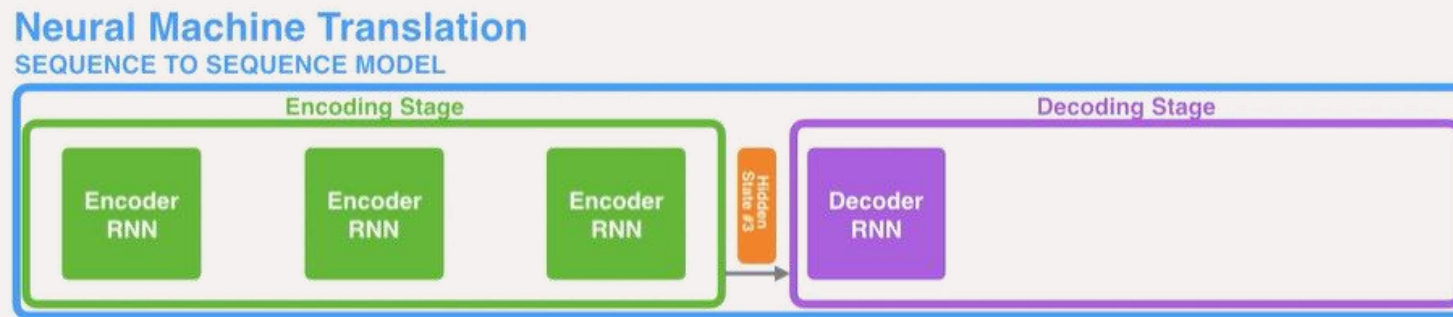 Neural Machine Translation
SEQUENCE TO SEQUENCE MODEL
Encoding Stage
Decoding Stage
Encoder
RNN
Encoder
RNN
Encoder
RNN
Hidden
State #3
Decoder
RNN